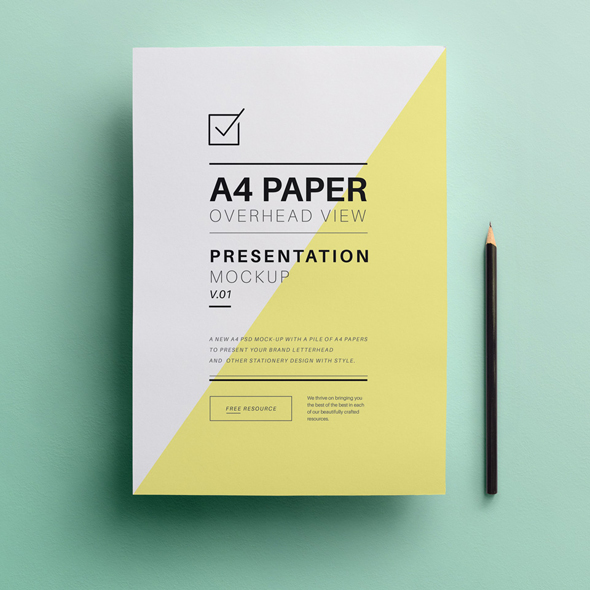 A4 PAPER
OVERHEAD VIEW
PRESENTATION
MOCKUP
V.01
A NEW A4 PSD MOCK-UP WITH A PILE OF A4 PAPERS
TO PRESENT YOUR BRAND LETTERHEAD
AND OTHER STATIONERY DESIGN WITH STYLE.
FREE RESOURCE
We thrive on bringing you
the best of the best in each
of our beautifully crafted
resources.